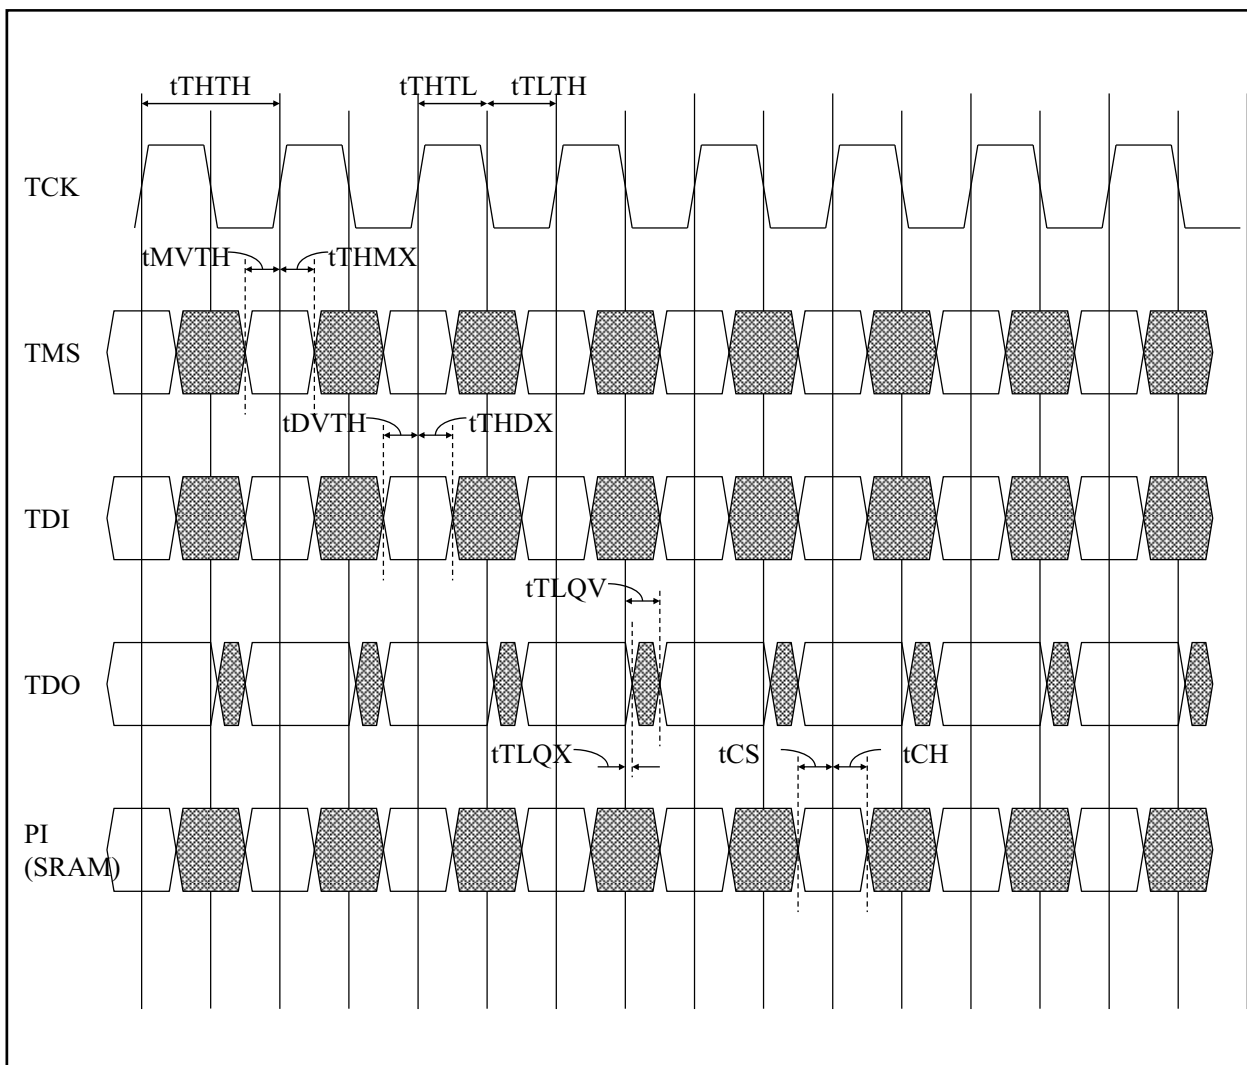 tTHTH
tTHTL
tTLTH
TCK
tMVTH
tTHMX
TMS
tDVTH
tTHDX
TDI
tTLQV
TDO
tTLQX
tCS
tCH
PI
(SRAM)